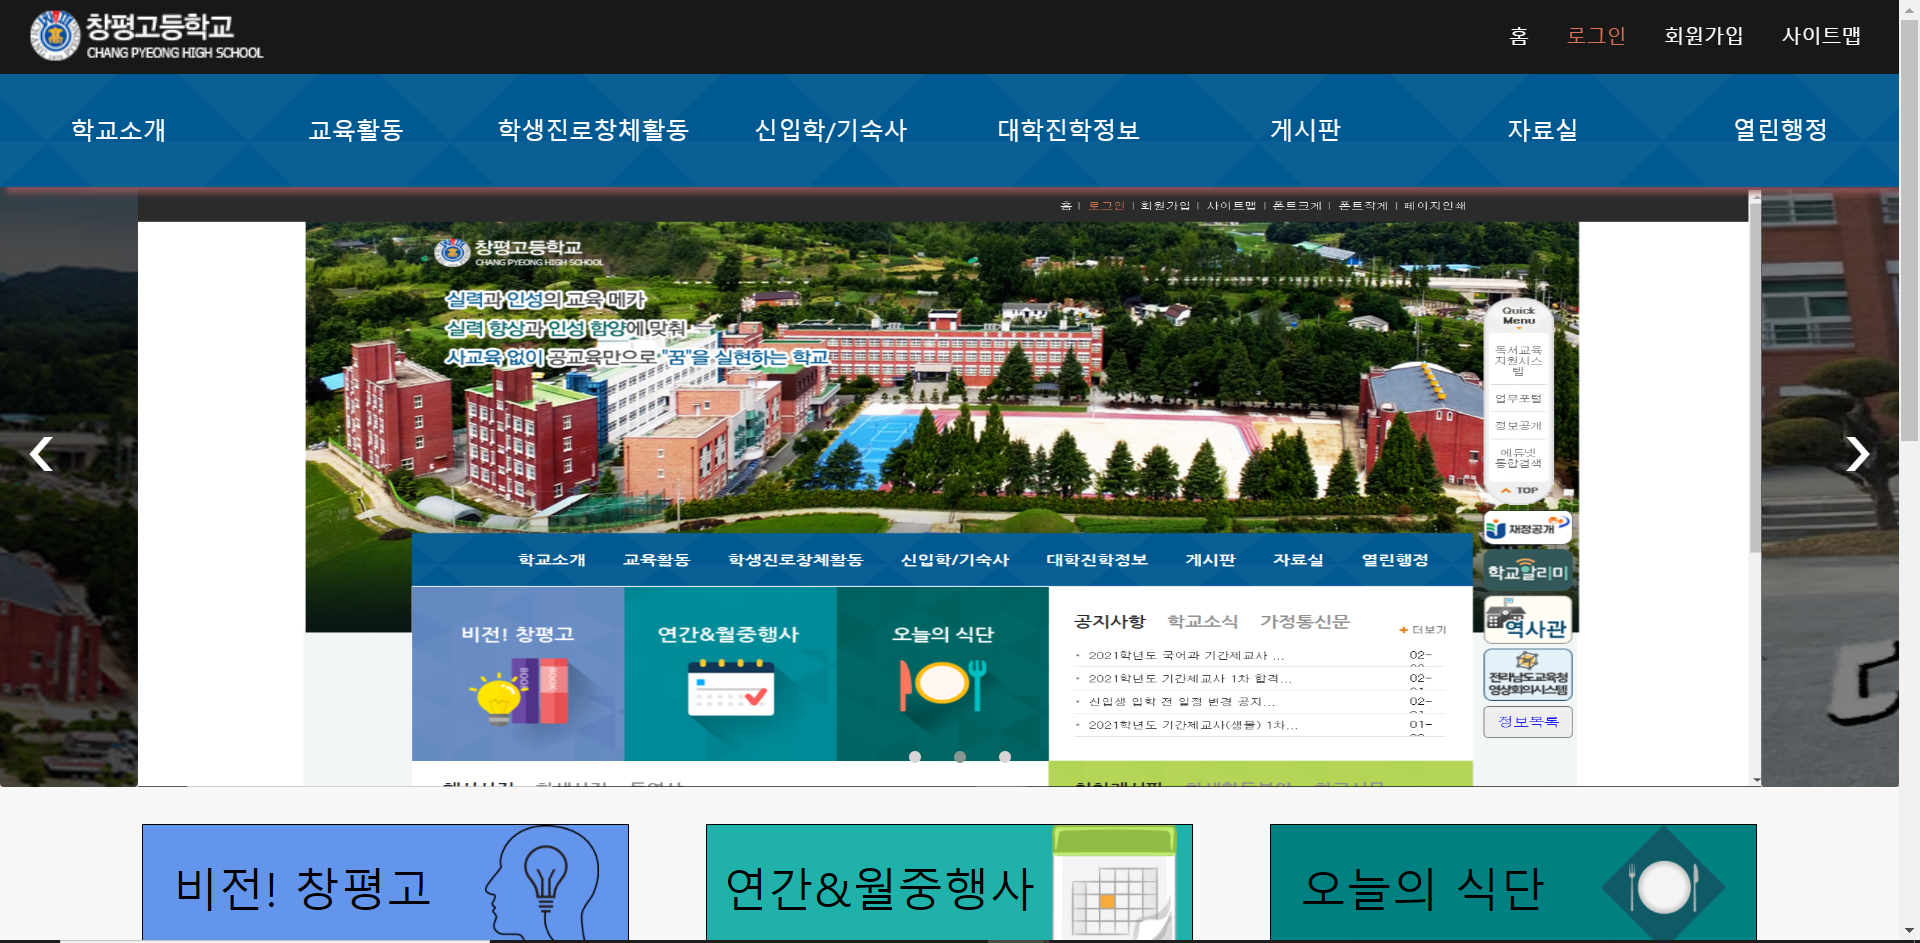 창평고등학교
CHANG PYEONG HIGH SCHOOL
홈 로그인 회원가입 사이트맵
학교소개 교육활동 학생진로창체활동 신입학/기숙사 대학진학정보 게시판 자료실 열린행정
홈 | 로그인 | 회원가입 | 사이트맵 | 폰트크게 | 폰트작게 | 페이지인쇄
창평고등학교
CHANG PYEONG HIGH SCHOOL
실력과 인성의 교육 메카
실력 향상과 인성 함양에 맞춰
사교육 없이 공교육만으로 "꿈"을 실현하는 학교
Quick
Menu
독서교육
지원시스
템
업무포털
정보공개
에듀넷
통합검색
TOP
재정공개
학교알리미
역사관
전라남도교육청
영상회의시스템
정보목록
학교소개 교육활동 학생진로창체활동 신입학/기숙사 대학진학정보 게시판 자료실 열린행정
비전! 창평고 연간&월중행사 오늘의 식단
BOOK BOOK
공지사항 학교소식 가정통신문 + 더보기
2021학년도 국어과 기간제교사 ... 02-
2021학년도 기간제교사 1차 합격... 02-
신입생 입학 전 일정 변경 공지... 02-
2021학년도 기간제교사(생물) 1차... 01-
비전! 창평고
연간&월중행사
오늘의 식단